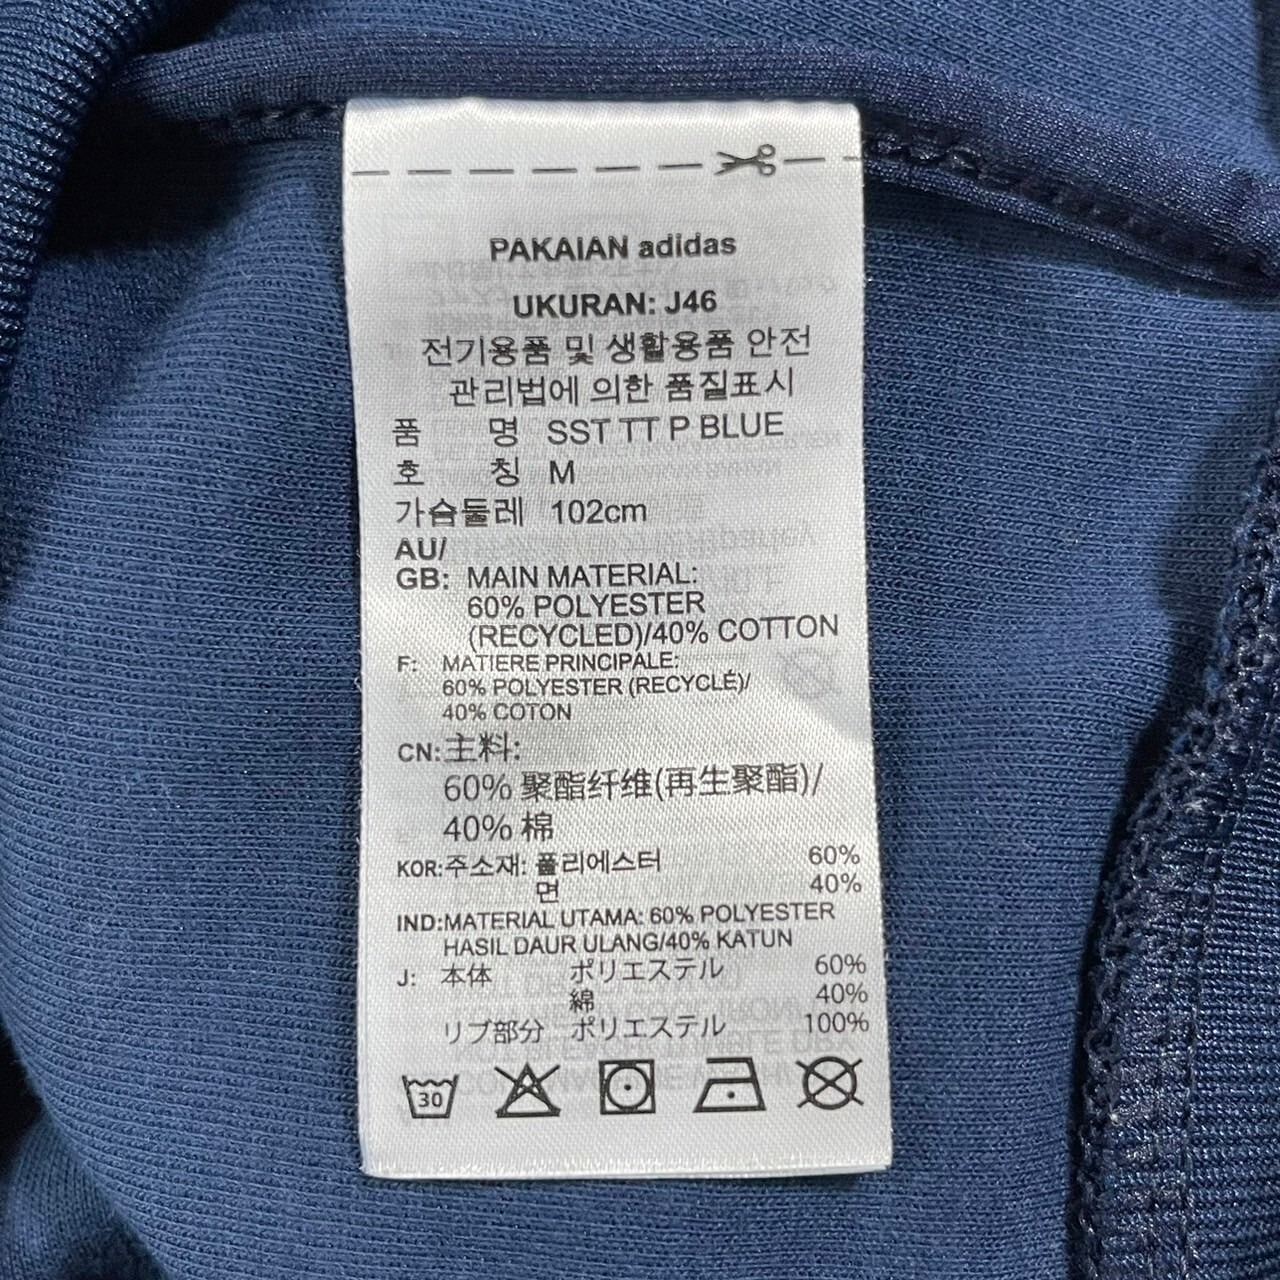 PAKAIAN adidas
UKURAN: J46
전기용품 및 생활용품 안전
관리법에 의한 품질표시
품 명 SST TT P BLUE
호 칭 M
가슴둘레 102cm
AU/
GB: MAIN MATERIAL:
60% POLYESTER
(RECYCLED)/40% COTTON
F: MATIERE PRINCIPALE:
60% POLYESTER (RECYCLÉ)/
40% COTON
CN:主料:
60% 聚酯纤维(再生聚酯)/
40% 棉
KOR:주소재: 폴리에스터 60%
면 40%
IND:MATERIAL UTAMA: 60% POLYESTER
HASIL DAUR ULANG/40% KATUN
J: 本体 ポリエステル 60%
綿 40%
リブ部分 ポリエステル 100%
30